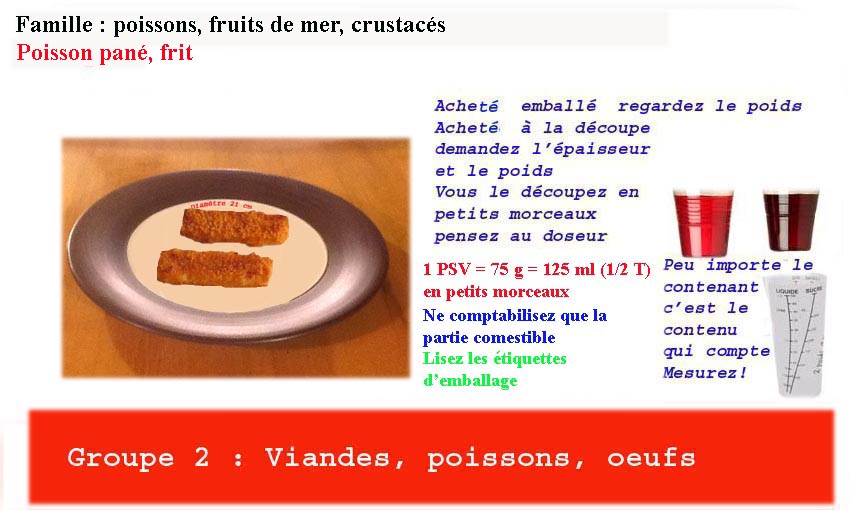 Famille : poissons, fruits de mer, crustacés
Poisson pané, frit
Acheté emballé regardez le poids
Acheté à la découpe
demandez l'épaisseur
et le poids
Vous le découpez en
petits morceaux
pensez au doseur
Diamètre 21 cm
1 PSV = 75 g = 125 ml (1/2 T)
en petits morceaux
Ne comptabilisez que la
partie comestible
Lisez les étiquettes
d'emballage
Peu importe le
contenant
c'est le
contenu
qui compte
Mesurez!
LIQUIDE SUCRE
Groupe 2 : Viandes, poissons, oeufs